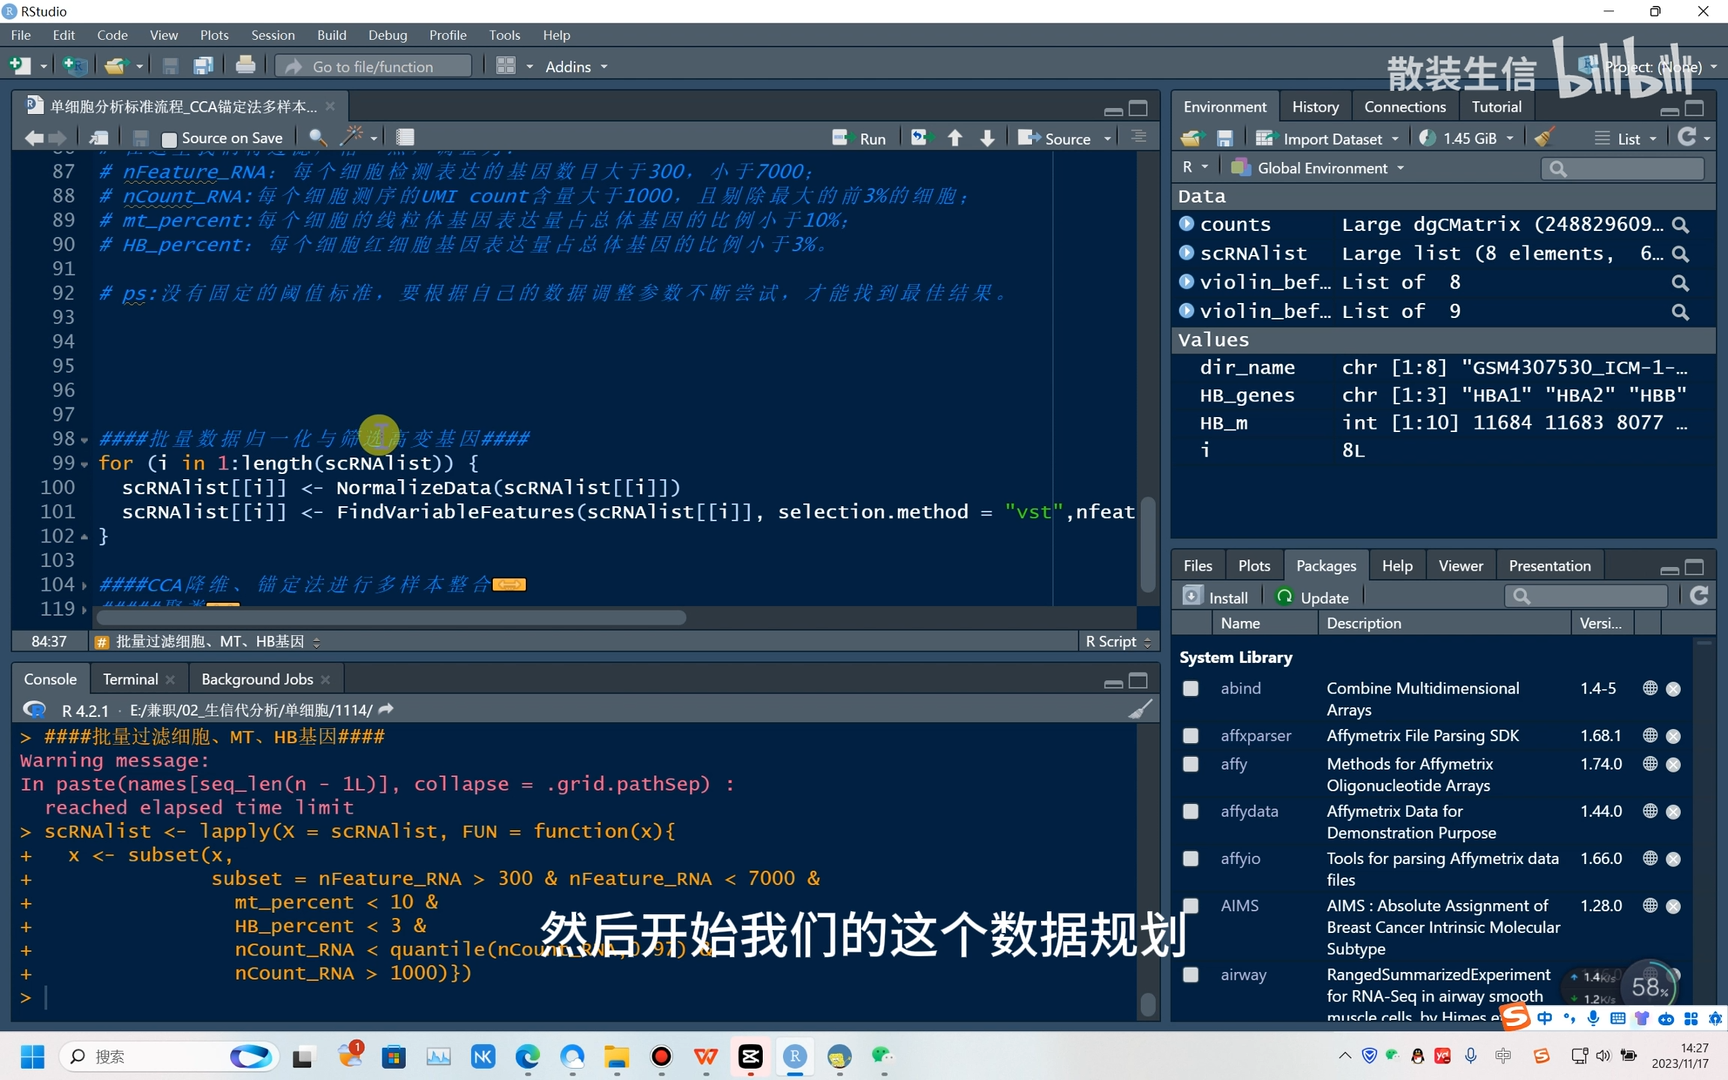 RStudio
File Edit Code View Plots Session Build Debug Profile Tools Help
Go to file/function Addins
Project: (None)
散装生信 bilibili
单细胞分析标准流程_CCA锚定法多样本...
Source on Save Run Source
87 # nFeature_RNA: 每个细胞检测表达的基因数目大于300，小于7000；
88 # nCount_RNA:每个细胞测序的UMI count含量大于1000，且剔除最大的前3%的细胞；
89 # mt_percent:每个细胞的线粒体基因表达量占总体基因的比例小于10%；
90 # HB_percent: 每个细胞红细胞基因表达量占总体基因的比例小于3%。
91
92 # ps:没有固定的阈值标准，要根据自己的数据调整参数不断尝试，才能找到最佳结果。
93
94
95
96
97
98 ####批量数据归一化与筛选高变基因####
99 for (i in 1:length(scRNAlist)) {
100 scRNAlist[[i]] <- NormalizeData(scRNAlist[[i]])
101 scRNAlist[[i]] <- FindVariableFeatures(scRNAlist[[i]], selection.method = "vst",nfeat
102 }
103
104 ####CCA降维、锚定法进行多样本整合
119
84:37 批量过滤细胞、MT、HB基因 R Script
Console Terminal Background Jobs
R 4.2.1 · E:/兼职/02_生信代分析/单细胞/1114/
> ####批量过滤细胞、MT、HB基因####
Warning message:
In paste(names[seq_len(n - 1L)], collapse = .grid.pathSep) :
reached elapsed time limit
> scRNAlist <- lapply(X = scRNAlist, FUN = function(x){
+ x <- subset(x,
+ subset = nFeature_RNA > 300 & nFeature_RNA < 7000 &
+ mt_percent < 10 &
+ HB_percent < 3 &
+ nCount_RNA < quantile(nCount_RNA,0.97) &
+ nCount_RNA > 1000)})
>
然后开始我们的这个数据规划
Environment History Connections Tutorial
Import Dataset 1.45 GiB List
R Global Environment
Data
counts Large dgCMatrix (248829609...
scRNAlist Large list (8 elements, 6...
violin_bef... List of 8
violin_bef... List of 9
Values
dir_name chr [1:8] "GSM4307530_ICM-1-...
HB_genes chr [1:3] "HBA1" "HBA2" "HBB"
HB_m int [1:10] 11684 11683 8077 ...
i 8L
Files Plots Packages Help Viewer Presentation
Install Update
Name Description Versi...
System Library
abind Combine Multidimensional Arrays 1.4-5
affxparser Affymetrix File Parsing SDK 1.68.1
affy Methods for Affymetrix Oligonucleotide Arrays 1.74.0
affydata Affymetrix Data for Demonstration Purpose 1.44.0
affyio Tools for parsing Affymetrix data files 1.66.0
AIMS AIMS : Absolute Assignment of Breast Cancer Intrinsic Molecular Subtype 1.28.0
airway RangedSummarizedExperiment for RNA-Seq in airway smooth muscle cells, by Himes
1.4K/s
1.2K/s
58%
中
搜索
14:27
2023/11/17